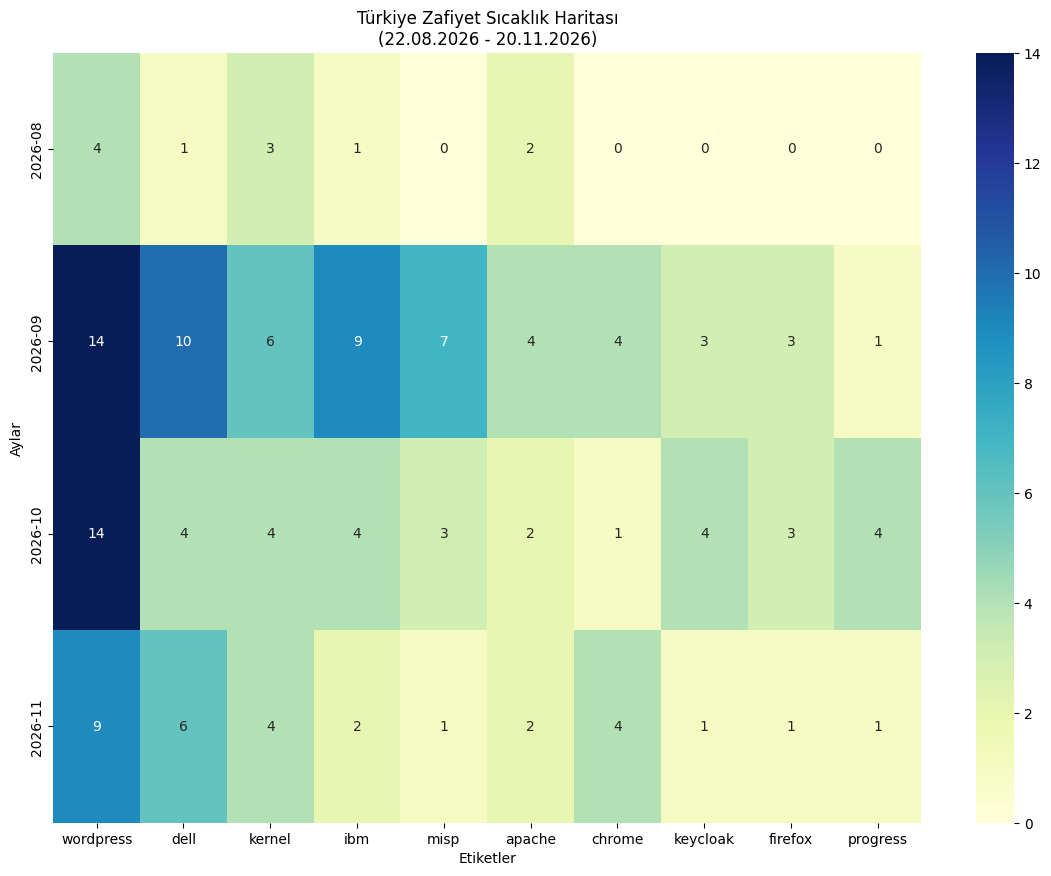 Türkiye Zafiyet Sıcaklık Haritası
(22.08.2026 - 20.11.2026)
Aylar
2026-08
4 1 3 1 0 2 0 0 0 0
2026-09
14 10 6 9 7 4 4 3 3 1
2026-10
14 4 4 4 3 2 1 4 3 4
2026-11
9 6 4 2 1 2 4 1 1 1
wordpress dell kernel ibm misp apache chrome keycloak firefox progress
Etiketler
14
12
10
8
6
4
2
0